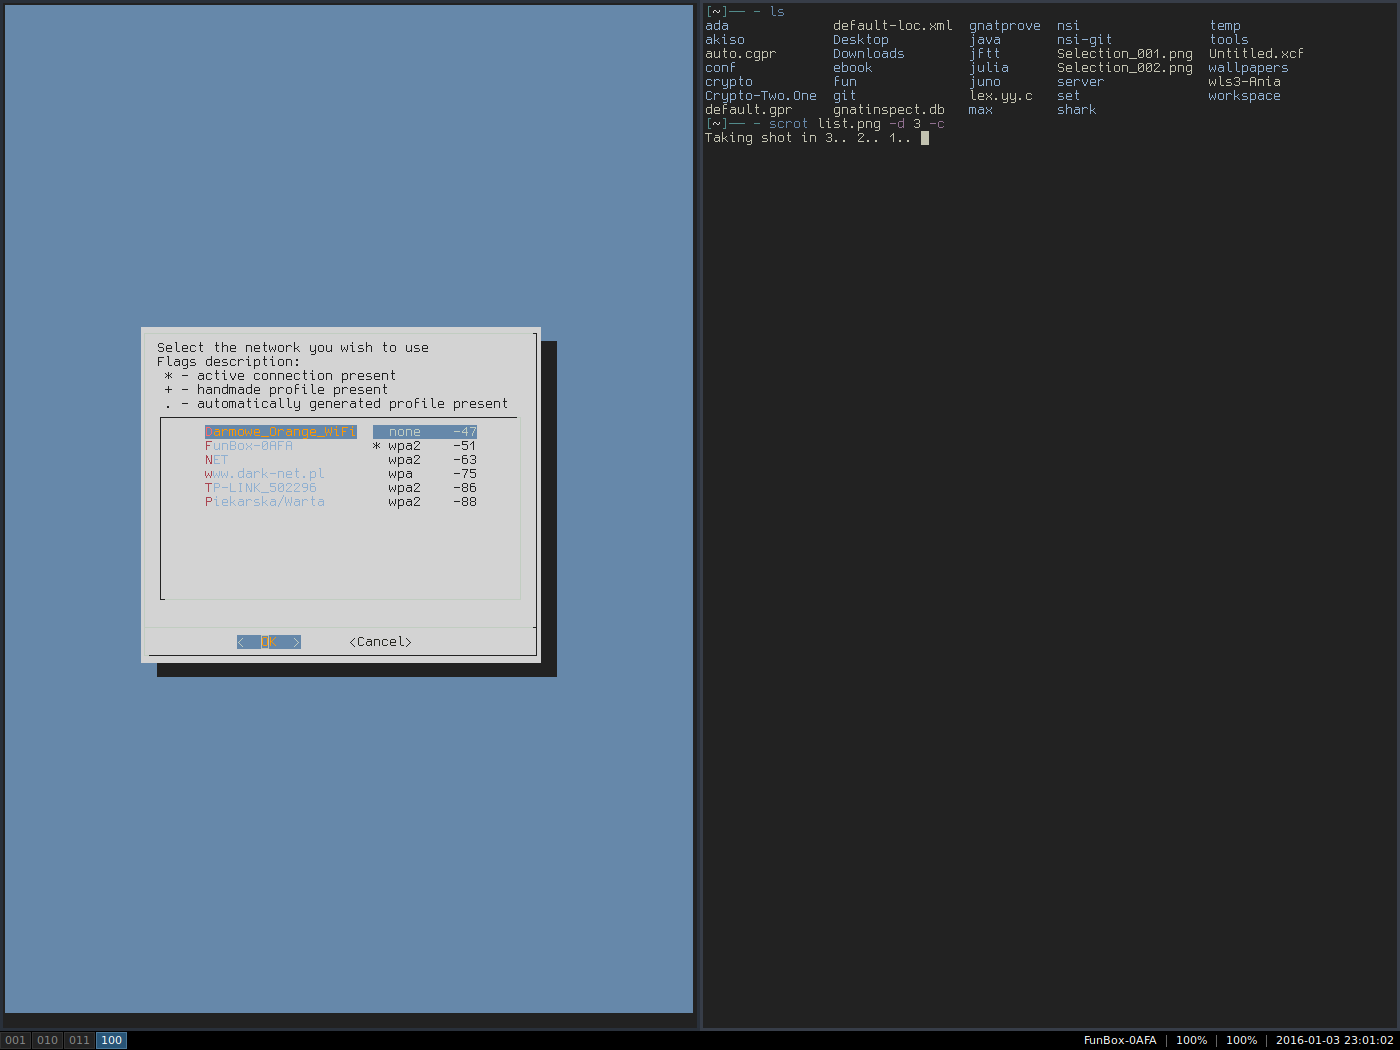 Select the network you wish to use
Flags description:
* - active connection present
+ - handmade profile present
. - automatically generated profile present
Darmowe_Orange_WiFi none -47
FunBox-0AFA * wpa2 -51
NET wpa2 -63
www.dark-net.pl wpa -75
TP-LINK_502296 wpa2 -86
Piekarska/Warta wpa2 -88
< OK > <Cancel>
[~]── - ls
ada default-loc.xml gnatprove nsi temp
akiso Desktop java nsi-git tools
auto.cgpr Downloads jftt Selection_001.png Untitled.xcf
conf ebook julia Selection_002.png wallpapers
crypto fun juno server wls3-Ania
Crypto-Two.One git lex.yy.c set workspace
default.gpr gnatinspect.db max shark
[~]── - scrot list.png -d 3 -c
Taking shot in 3.. 2.. 1..
001 010 011 100 FunBox-0AFA | 100% | 100% | 2016-01-03 23:01:02